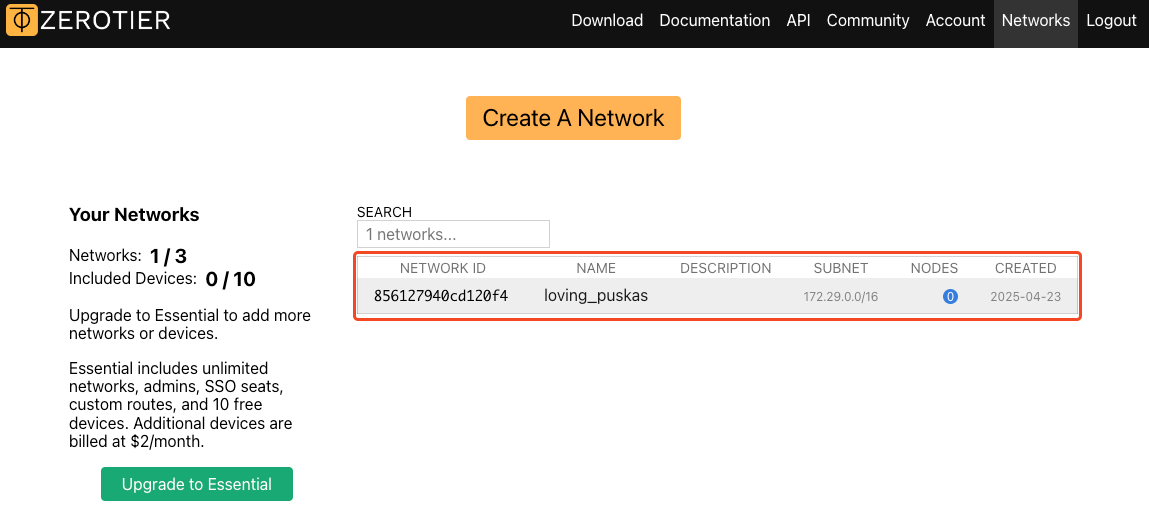 ZEROTIER
Download Documentation API Community Account Networks Logout
Create A Network
Your Networks
Networks: 1 / 3
Included Devices: 0 / 10
Upgrade to Essential to add more
networks or devices.
Essential includes unlimited
networks, admins, SSO seats,
custom routes, and 10 free
devices. Additional devices are
billed at $2/month.
Upgrade to Essential
SEARCH
1 networks...
NETWORK ID NAME DESCRIPTION SUBNET NODES CREATED
856127940cd120f4 loving_puskas 172.29.0.0/16 0 2025-04-23